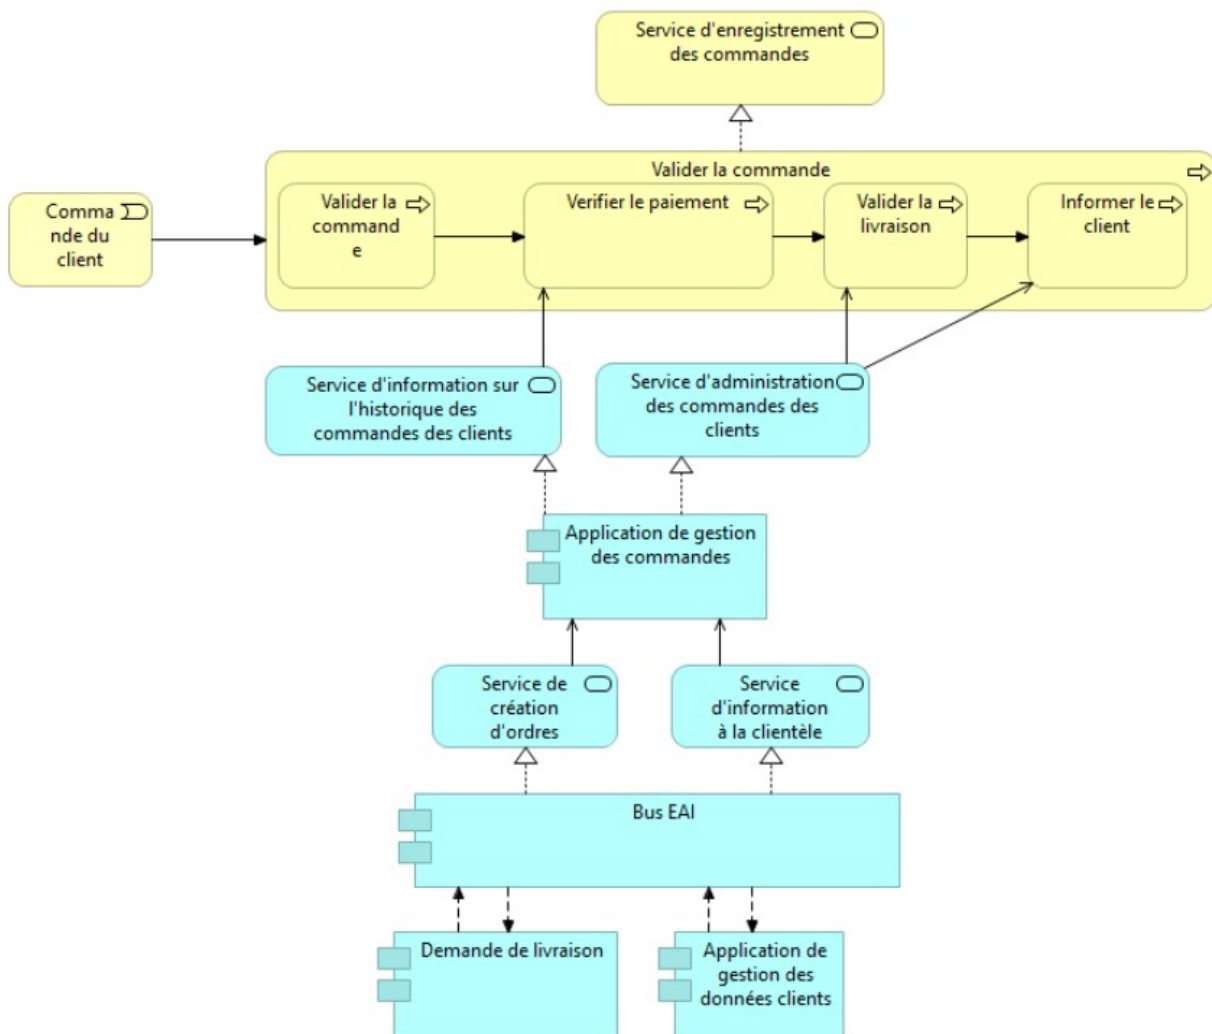 Service d'enregistrement
des commandes
Valider la commande
Comma
nde du
client
Valider la
command
e
Verifier le paiement
Valider la
livraison
Informer le
client
Service d'information sur
l'historique des
commandes des clients
Service d'administration
des commandes des
clients
Application de gestion
des commandes
Service de
création
d'ordres
Service
d'information
à la clientèle
Bus EAI
Demande de livraison
Application de
gestion des
données clients